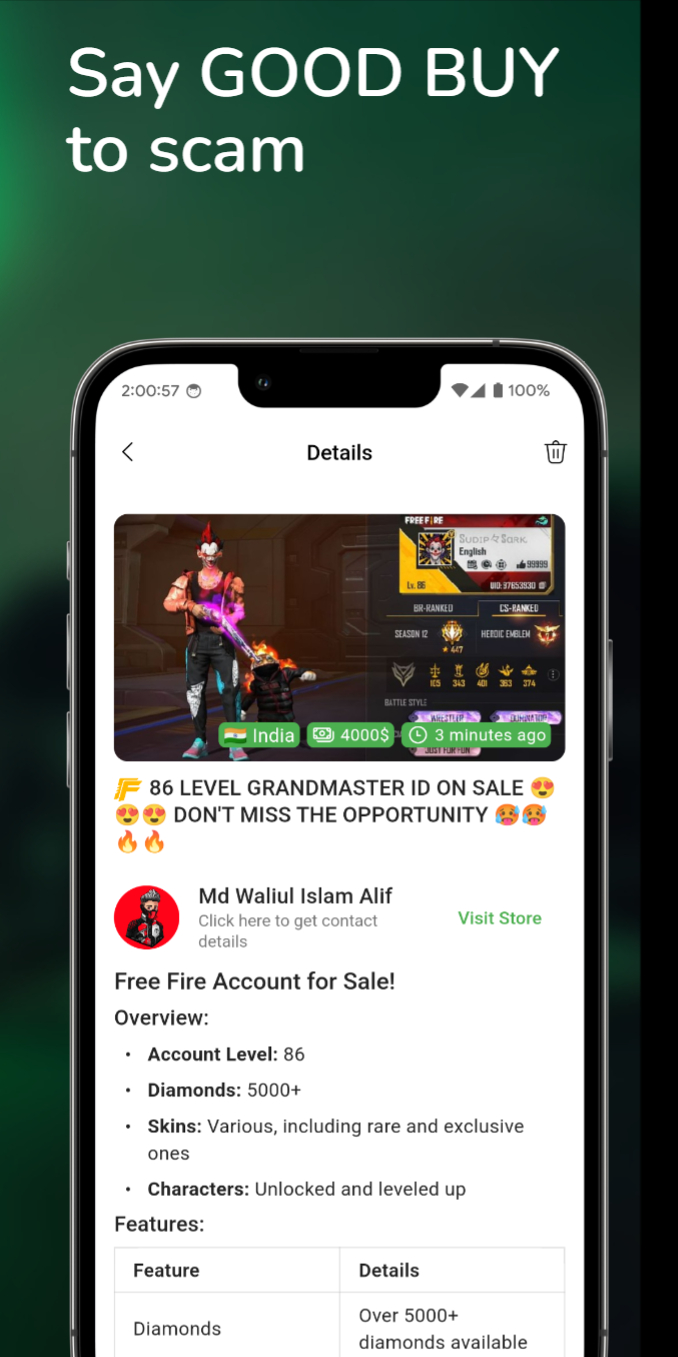 Say GOOD BUY
to scam
2:00:57
100%
Details
FREE FIRE
SUDIP SARK.
English
99999
Lv. 86
UID: 97653930
BR-RANKED
CS-RANKED
SEASON 12
HEROIC EMBLEM
447
105 343 401 363 374
BATTLE STYLE
WRESTLER
DOMINATOR
JUST FOR FUN
🇮🇳 India
4000$
3 minutes ago
86 LEVEL GRANDMASTER ID ON SALE 😍
😍😍 DON'T MISS THE OPPORTUNITY 🥵🥵
🔥🔥
Md Waliul Islam Alif
Click here to get contact
details
Visit Store
Free Fire Account for Sale!
Overview:
• Account Level: 86
• Diamonds: 5000+
• Skins: Various, including rare and exclusive
ones
• Characters: Unlocked and leveled up
Features:
Feature
Details
Diamonds
Over 5000+
diamonds available